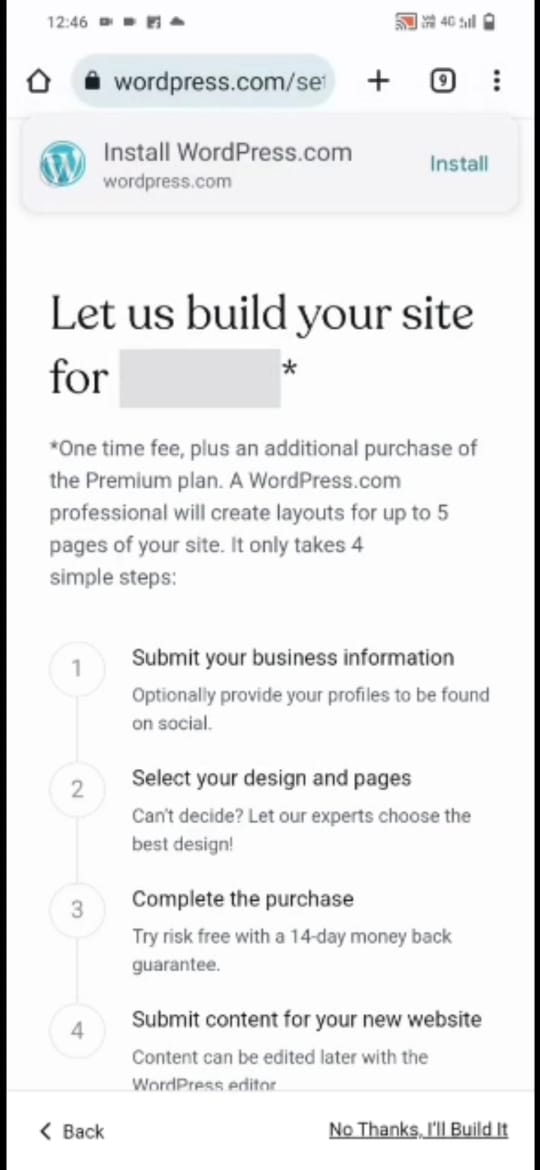 12:46
4G
wordpress.com/set
9
Install WordPress.com
wordpress.com
Install
Let us build your site
for *
*One time fee, plus an additional purchase of
the Premium plan. A WordPress.com
professional will create layouts for up to 5
pages of your site. It only takes 4
simple steps:
1
Submit your business information
Optionally provide your profiles to be found
on social.
2
Select your design and pages
Can't decide? Let our experts choose the
best design!
3
Complete the purchase
Try risk free with a 14-day money back
guarantee.
4
Submit content for your new website
Content can be edited later with the
WordPress editor
Back
No Thanks, I'll Build It